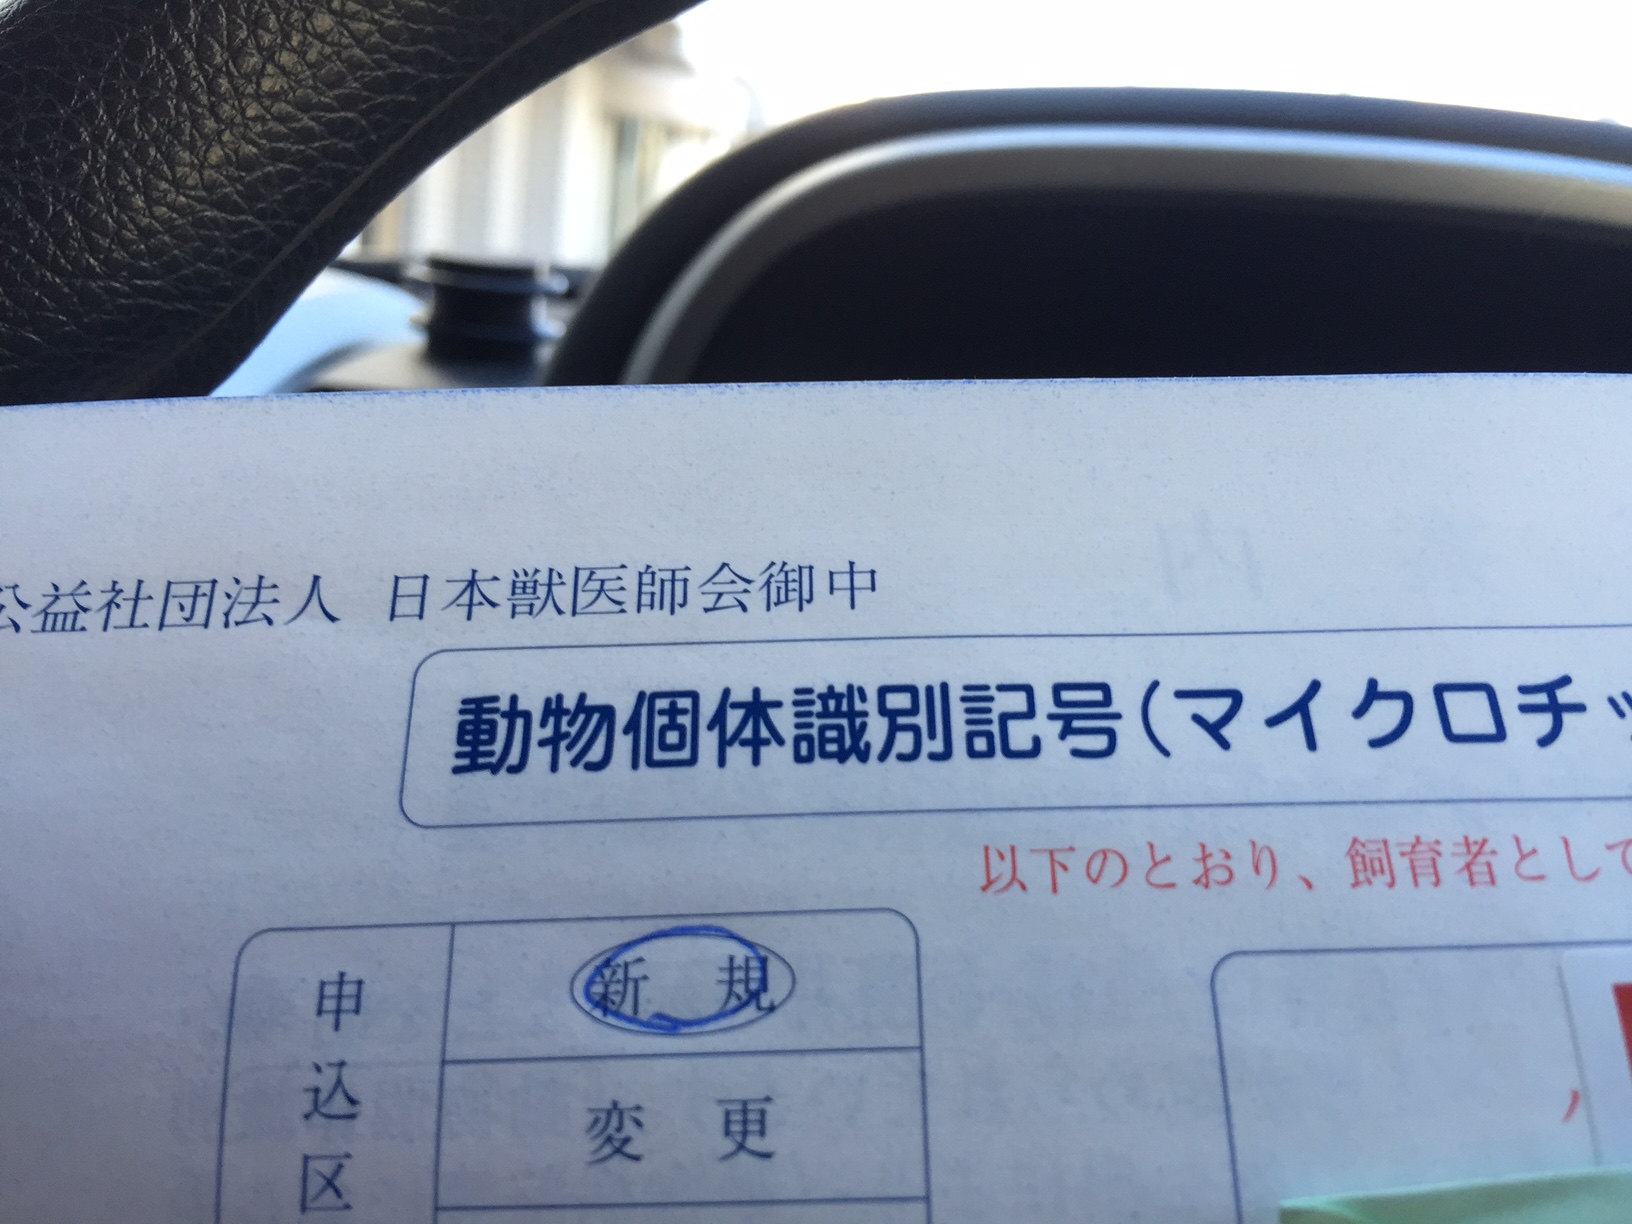 公益社団法人 日本獣医師会御中
動物個体識別記号(マイクロチッ
以下のとおり、飼育者として
申込区
新 規
変 更